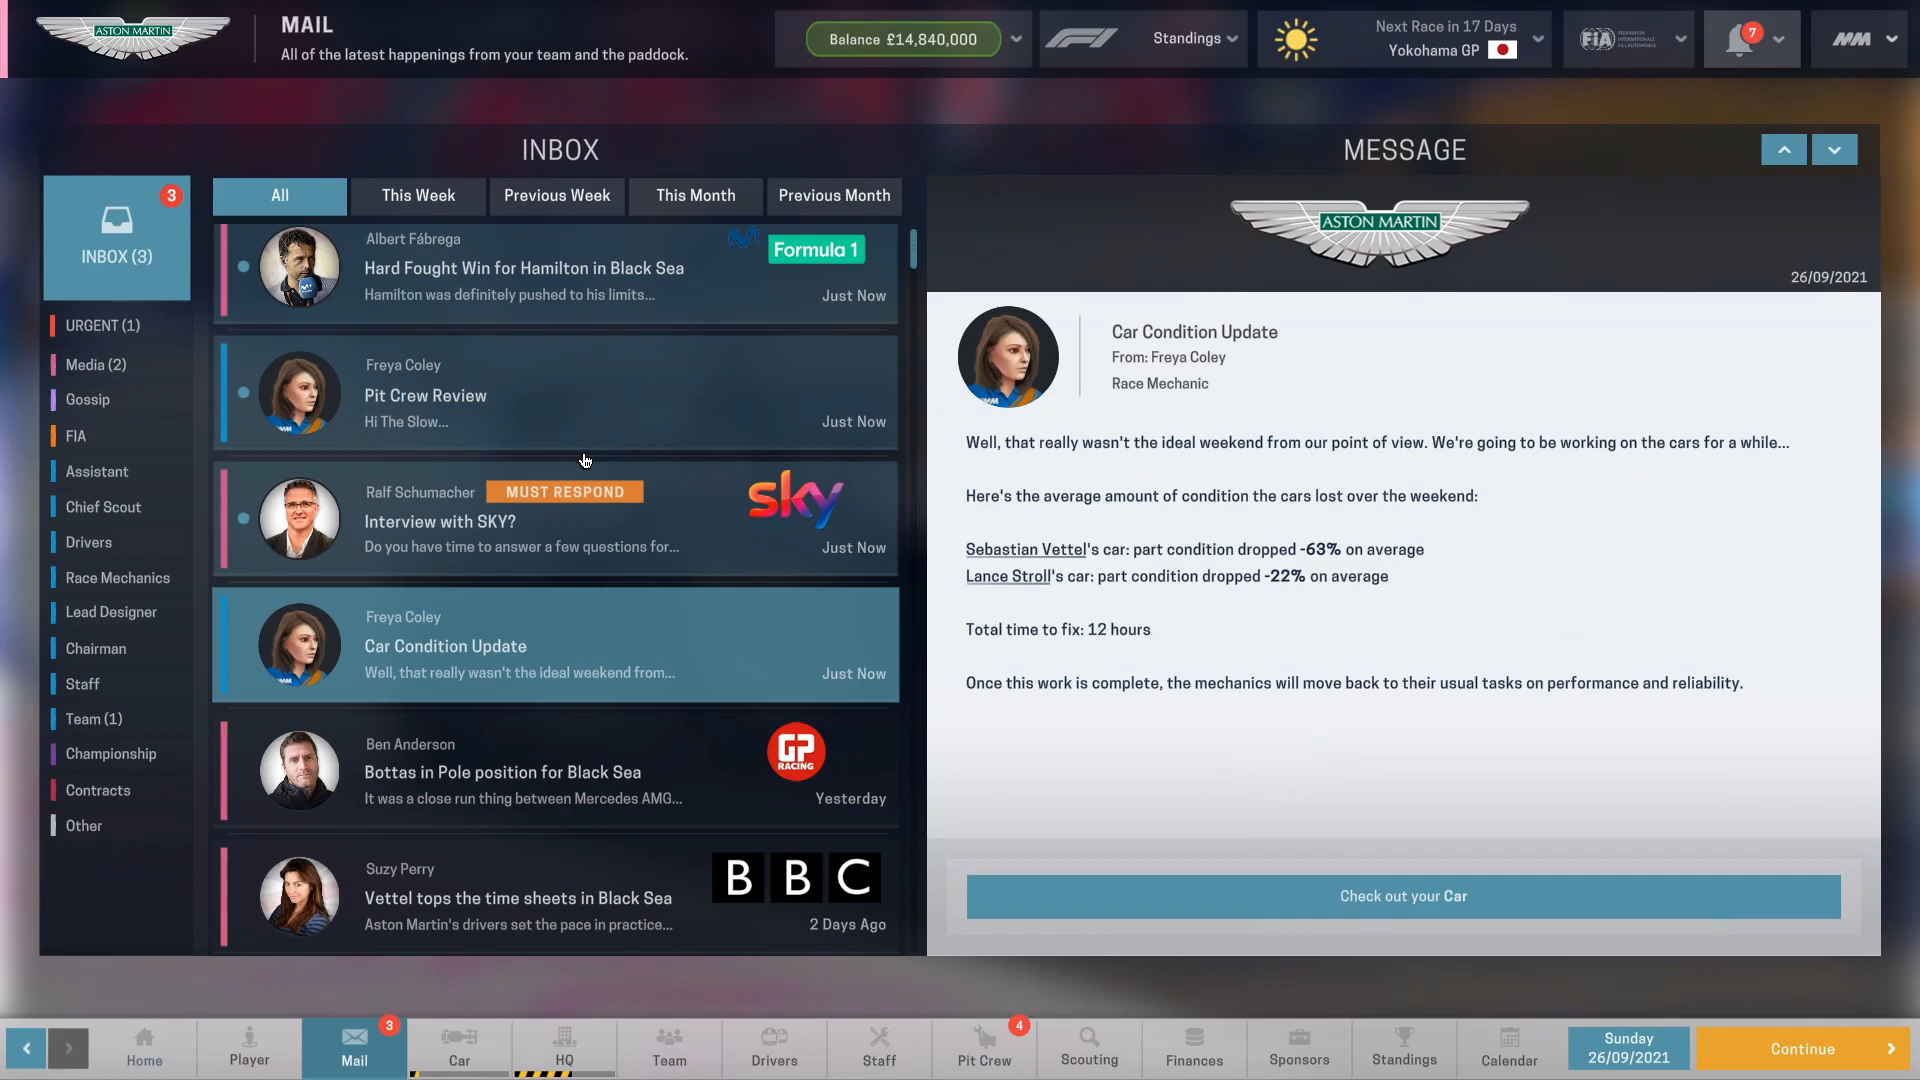 ASTON MARTIN
MAIL
All of the latest happenings from your team and the paddock.
Balance £14,840,000
Standings
Next Race in 17 Days
Yokohama GP
FIA
7
MM
INBOX
MESSAGE
3
INBOX (3)
All
This Week
Previous Week
This Month
Previous Month
URGENT (1)
Media (2)
Gossip
FIA
Assistant
Chief Scout
Drivers
Race Mechanics
Lead Designer
Chairman
Staff
Team (1)
Championship
Contracts
Other
Albert Fábrega
Formula 1
Hard Fought Win for Hamilton in Black Sea
Hamilton was definitely pushed to his limits...
Just Now
Freya Coley
Pit Crew Review
Hi The Slow...
Just Now
Ralf Schumacher
MUST RESPOND
sky
Interview with SKY?
Do you have time to answer a few questions for...
Just Now
Freya Coley
Car Condition Update
Well, that really wasn't the ideal weekend from...
Just Now
Ben Anderson
GP RACING
Bottas in Pole position for Black Sea
It was a close run thing between Mercedes AMG...
Yesterday
Suzy Perry
BBC
Vettel tops the time sheets in Black Sea
Aston Martin's drivers set the pace in practice...
2 Days Ago
ASTON MARTIN
26/09/2021
Car Condition Update
From: Freya Coley
Race Mechanic
Well, that really wasn't the ideal weekend from our point of view. We're going to be working on the cars for a while...
Here's the average amount of condition the cars lost over the weekend:
Sebastian Vettel's car: part condition dropped -63% on average
Lance Stroll's car: part condition dropped -22% on average
Total time to fix: 12 hours
Once this work is complete, the mechanics will move back to their usual tasks on performance and reliability.
Check out your Car
Home
Player
3
Mail
Car
HQ
Team
Drivers
Staff
4
Pit Crew
Scouting
Finances
Sponsors
Standings
Calendar
Sunday
26/09/2021
Continue